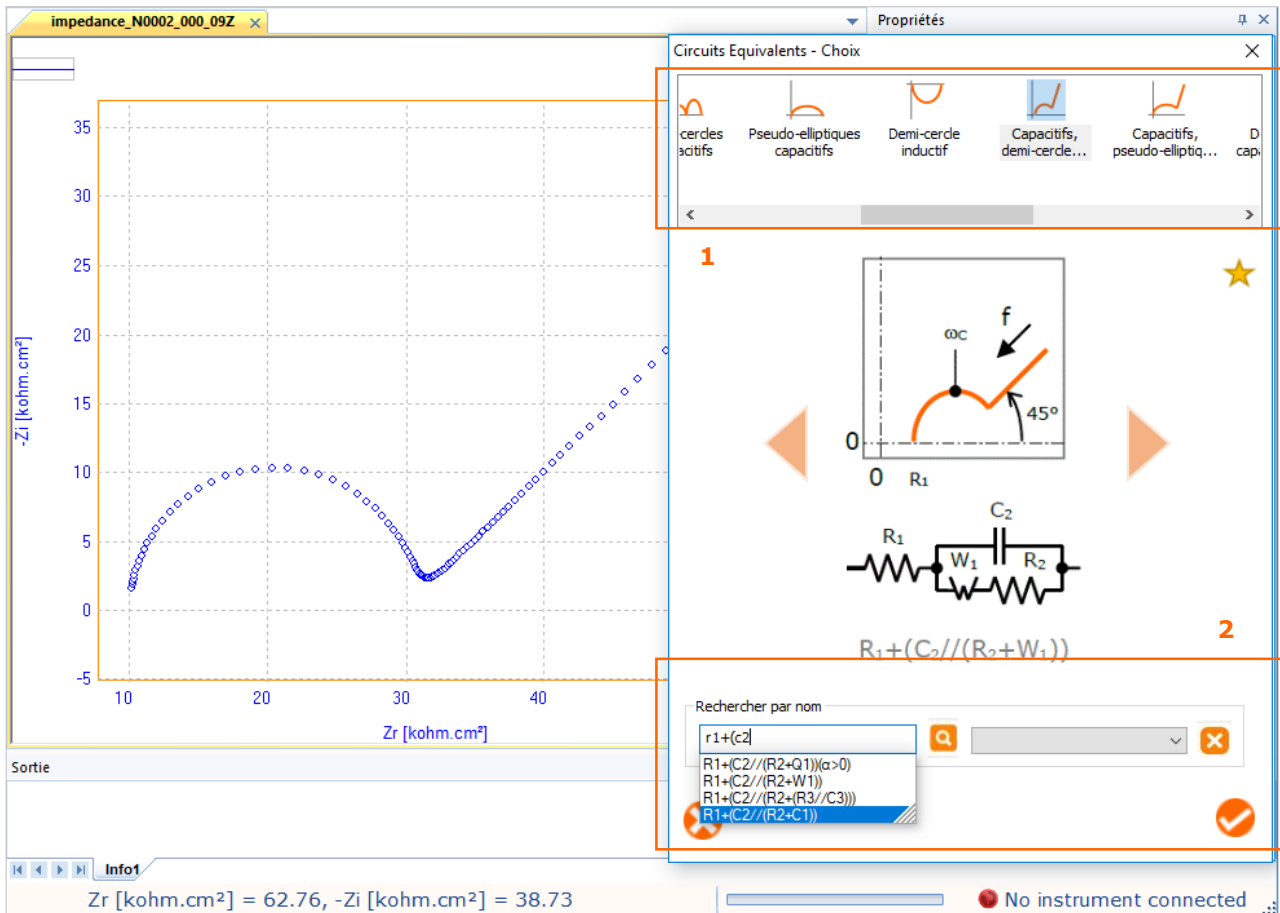 impedance_N0002_000_09Z
Propriétés
Circuits Equivalents - Choix
cercles
acitifs
Pseudo-elliptiques
capacitifs
Demi-cercle
inductif
Capacitifs,
demi-cercle...
Capacitifs,
pseudo-elliptiq...
D
capa
1
35
30
25
20
15
10
5
0
-5
-Zi [kohm.cm²]
10
20
30
40
Zr [kohm.cm²]
ωc
f
45°
0
0
R₁
C₂
R₁
W₁
R₂
2
R₁+(C₂//(R₂+W₁))
Rechercher par nom
r1+(c2
R1+(C2//(R2+Q1))(α>0)
R1+(C2//(R2+W1))
R1+(C2//(R2+(R3//C3)))
R1+(C2//(R2+C1))
Sortie
Info1
Zr [kohm.cm²] = 62.76, -Zi [kohm.cm²] = 38.73
No instrument connected